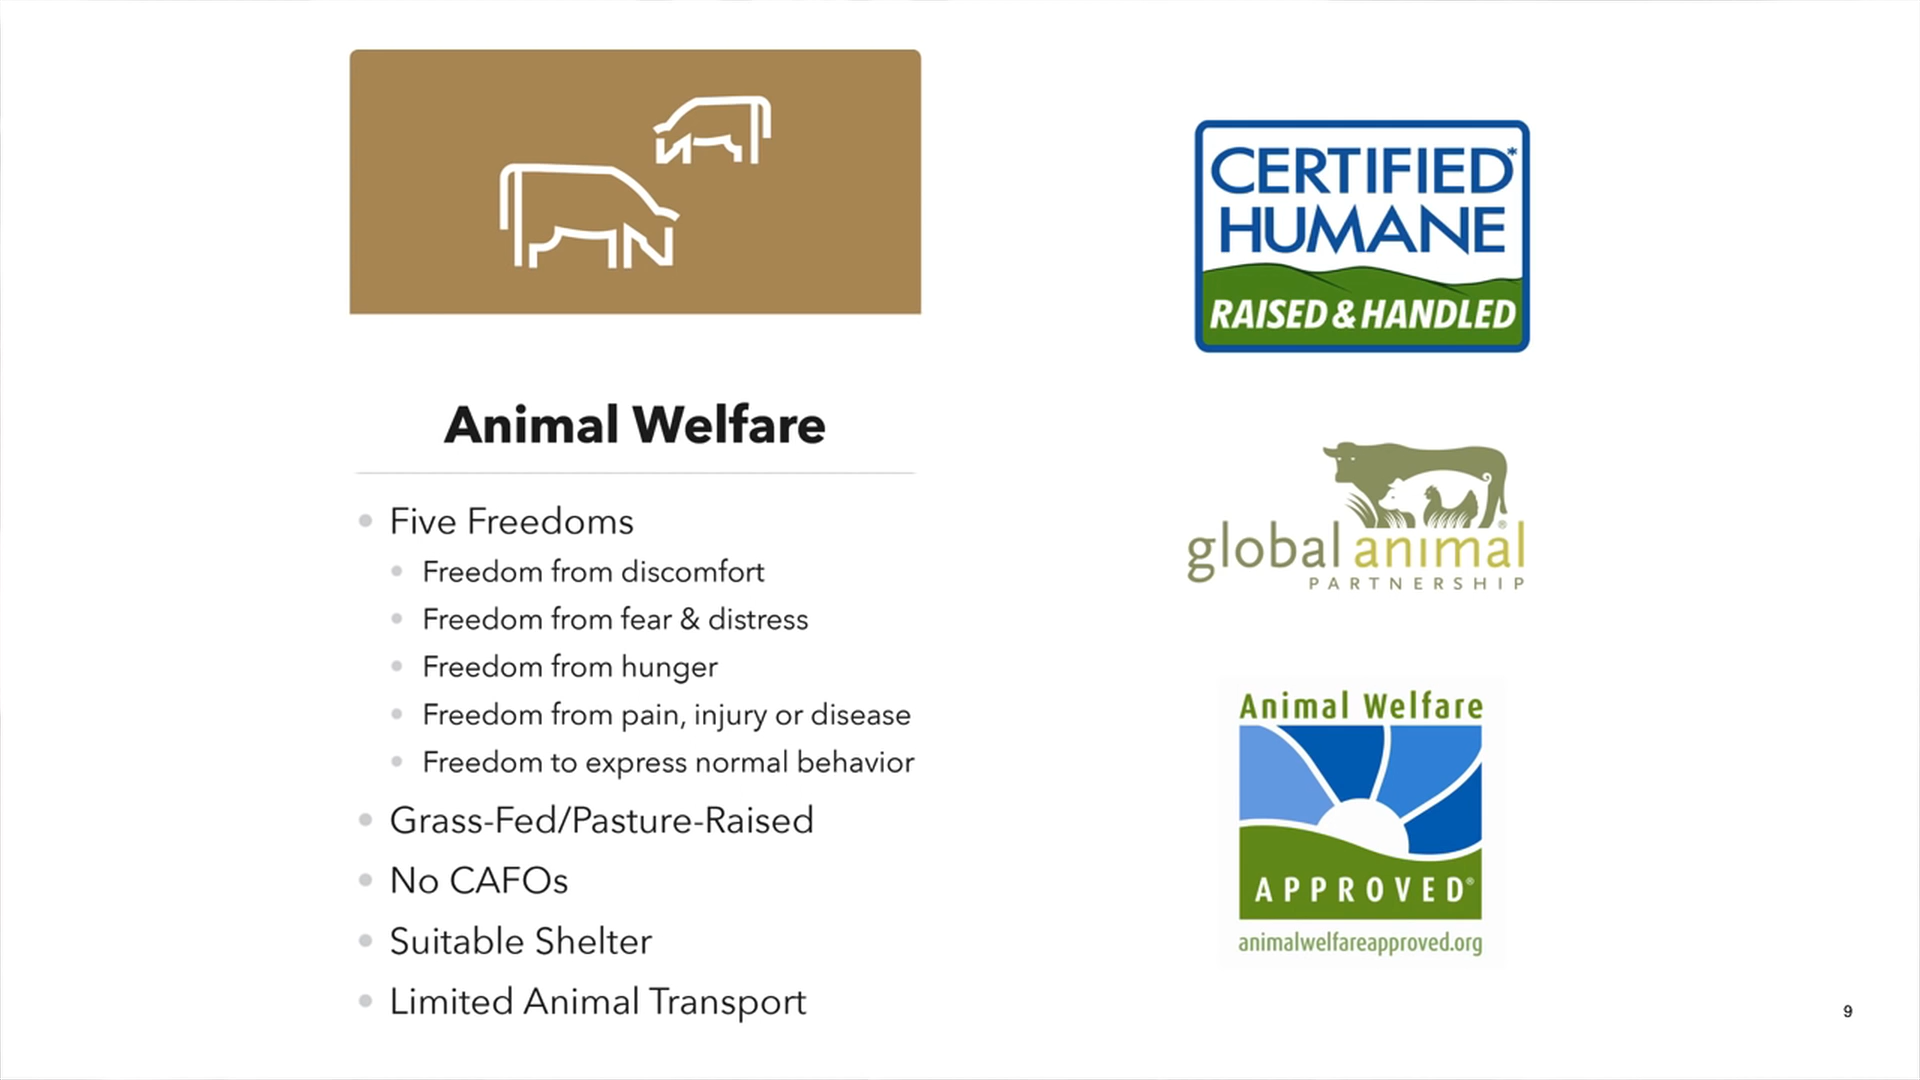 Animal Welfare
Five Freedoms
Freedom from discomfort
Freedom from fear & distress
Freedom from hunger
Freedom from pain, injury or disease
Freedom to express normal behavior
Grass-Fed/Pasture-Raised
No CAFOs
Suitable Shelter
Limited Animal Transport
CERTIFIED*
HUMANE
RAISED & HANDLED
global animal®
PARTNERSHIP
Animal Welfare
APPROVED®
animalwelfareapproved.org
9